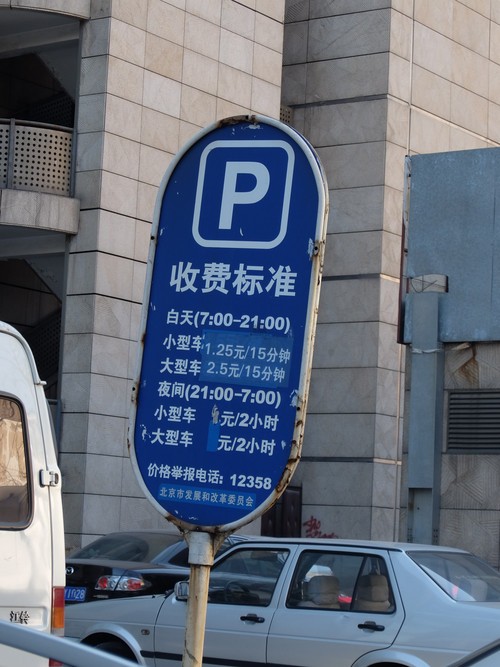 P
收费标准
白天(7:00-21:00)
小型车1.25元/15分钟
大型车2.5元/15分钟
夜间(21:00-7:00)
小型车 元/2小时
大型车 元/2小时
价格举报电话：12358
北京市发展和改革委员会